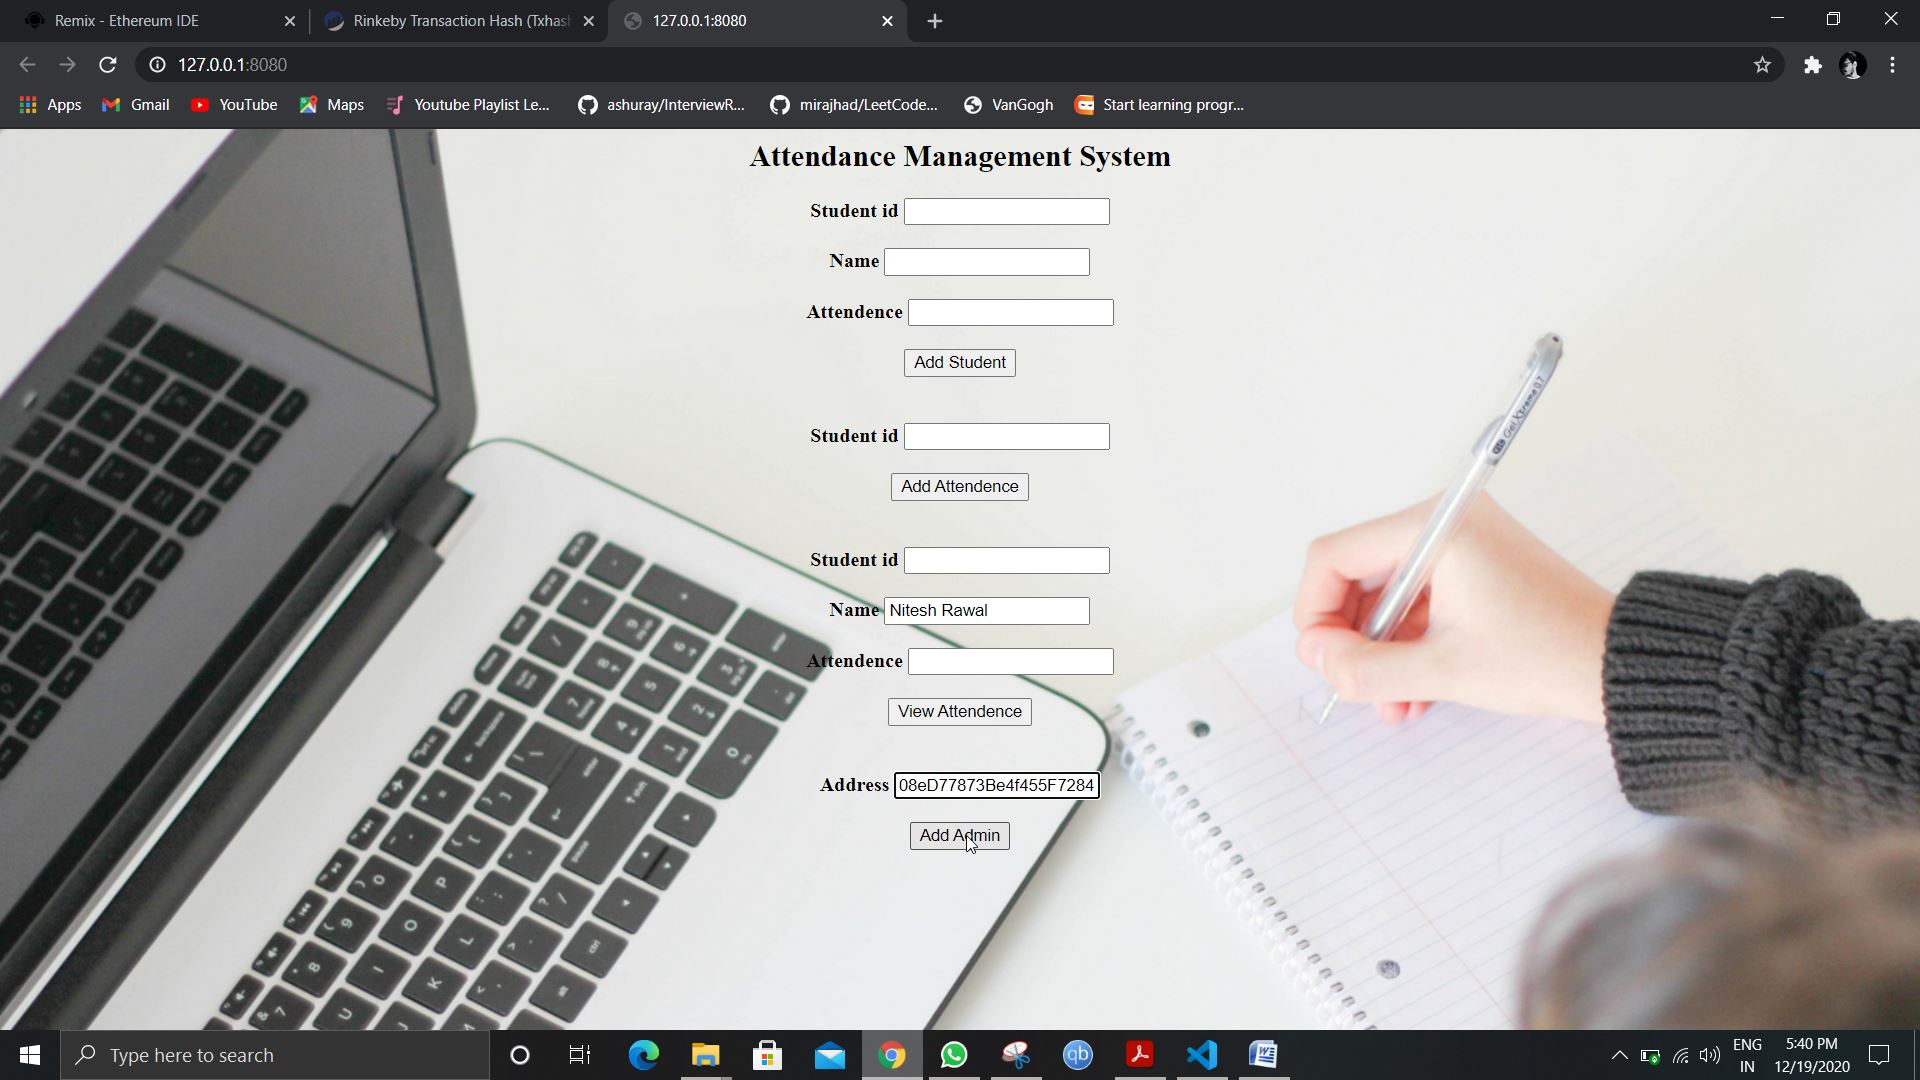 Remix - Ethereum IDE
Rinkeby Transaction Hash (Txhash
127.0.0.1:8080
127.0.0.1:8080
Apps
Gmail
YouTube
Maps
Youtube Playlist Le...
ashuray/InterviewR...
mirajhad/LeetCode...
VanGogh
Start learning progr...
Attendance Management System
Student id
Name
Attendence
Add Student
Student id
Add Attendence
Student id
Name Nitesh Rawal
Attendence
View Attendence
Address 08eD77873Be4f455F7284
Add Admin
Type here to search
qb
ENG
IN
5:40 PM
12/19/2020